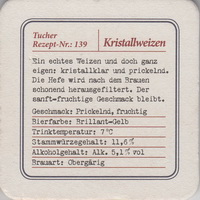 Tucher
Rezept-Nr.: 139
Kristallweizen
Ein echtes Weizen und doch ganz
eigen: kristallklar und prickelnd.
Die Hefe wird nach dem Brauen
schonend herausgefiltert. Der
sanft-fruchtige Geschmack bleibt.
Geschmack: Prickelnd, fruchtig
Bierfarbe: Brillant-Gelb
Trinktemperatur: 7°C
Stammwürzegehalt: 11,6%
Alkoholgehalt: Alk. 5,1% vol
Brauart: Obergärig